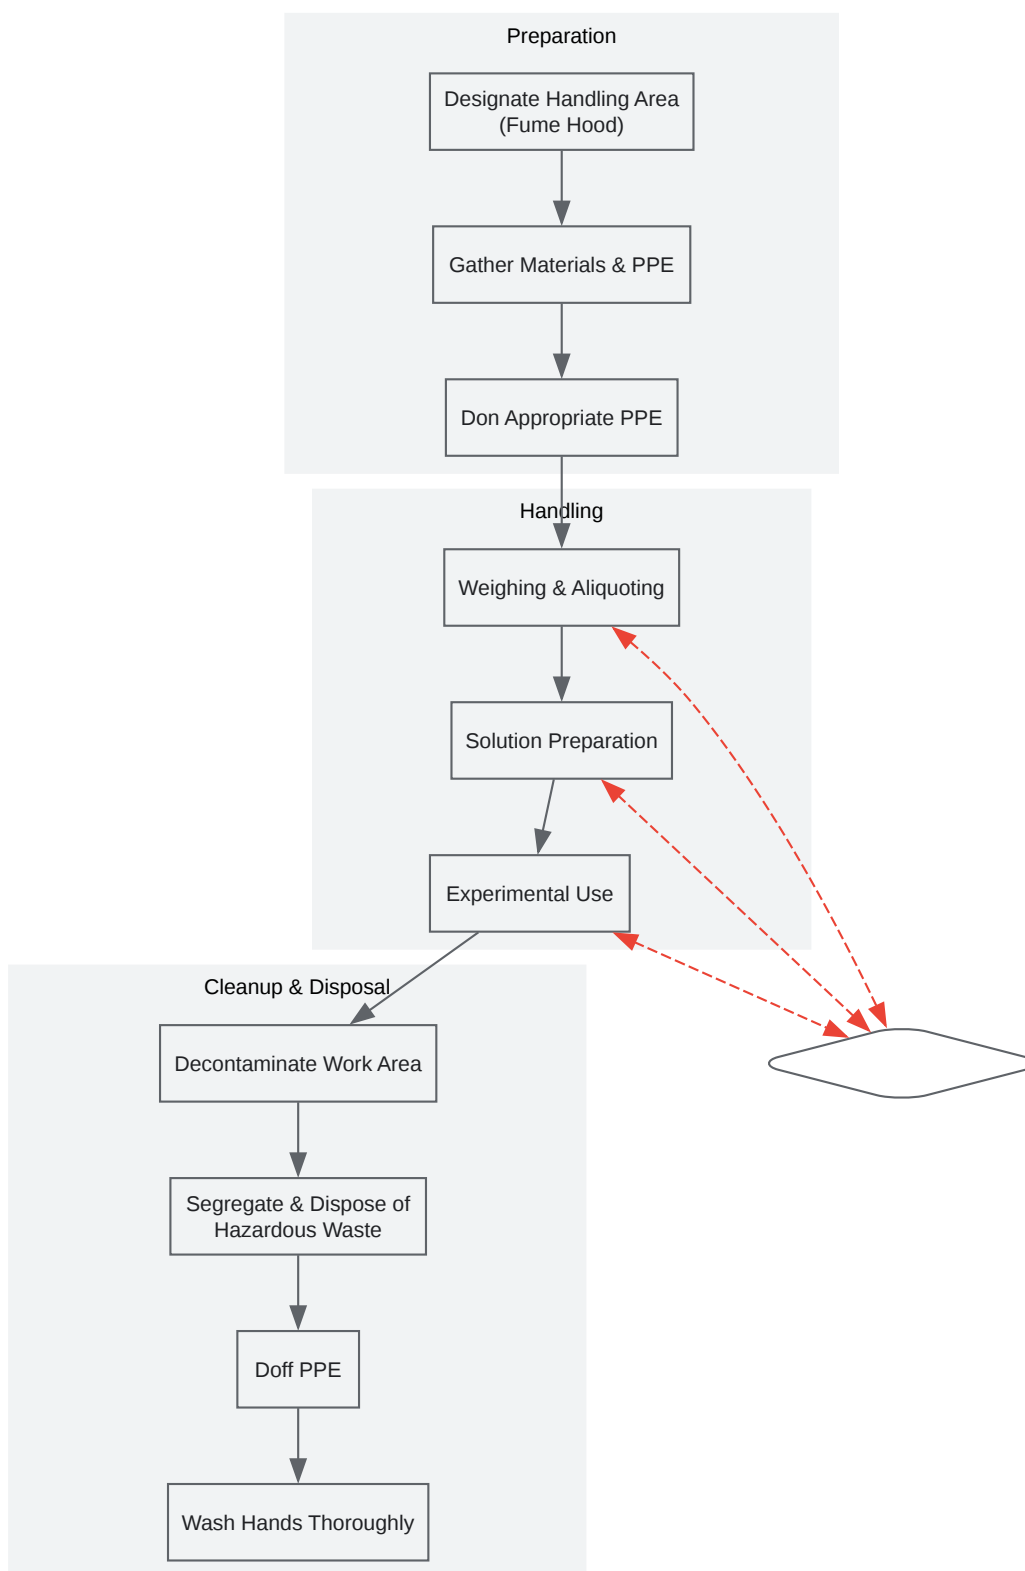 Preparation
Designate Handling Area
(Fume Hood)
Gather Materials & PPE
Don Appropriate PPE
Handling
Weighing & Aliquoting
Solution Preparation
Experimental Use
Cleanup & Disposal
Decontaminate Work Area
Segregate & Dispose of
Hazardous Waste
Doff PPE
Wash Hands Thoroughly